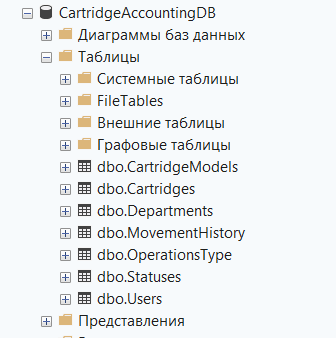 CartridgeAccountingDB
Диаграммы баз данных
Таблицы
Системные таблицы
FileTables
Внешние таблицы
Графовые таблицы
dbo.CartridgeModels
dbo.Cartridges
dbo.Departments
dbo.MovementHistory
dbo.OperationsType
dbo.Statuses
dbo.Users
Представления